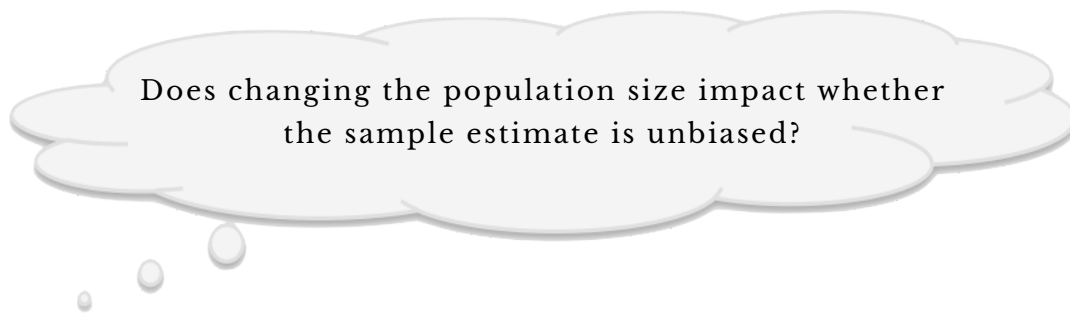 Does changing the population size impact whether
the sample estimate is unbiased?